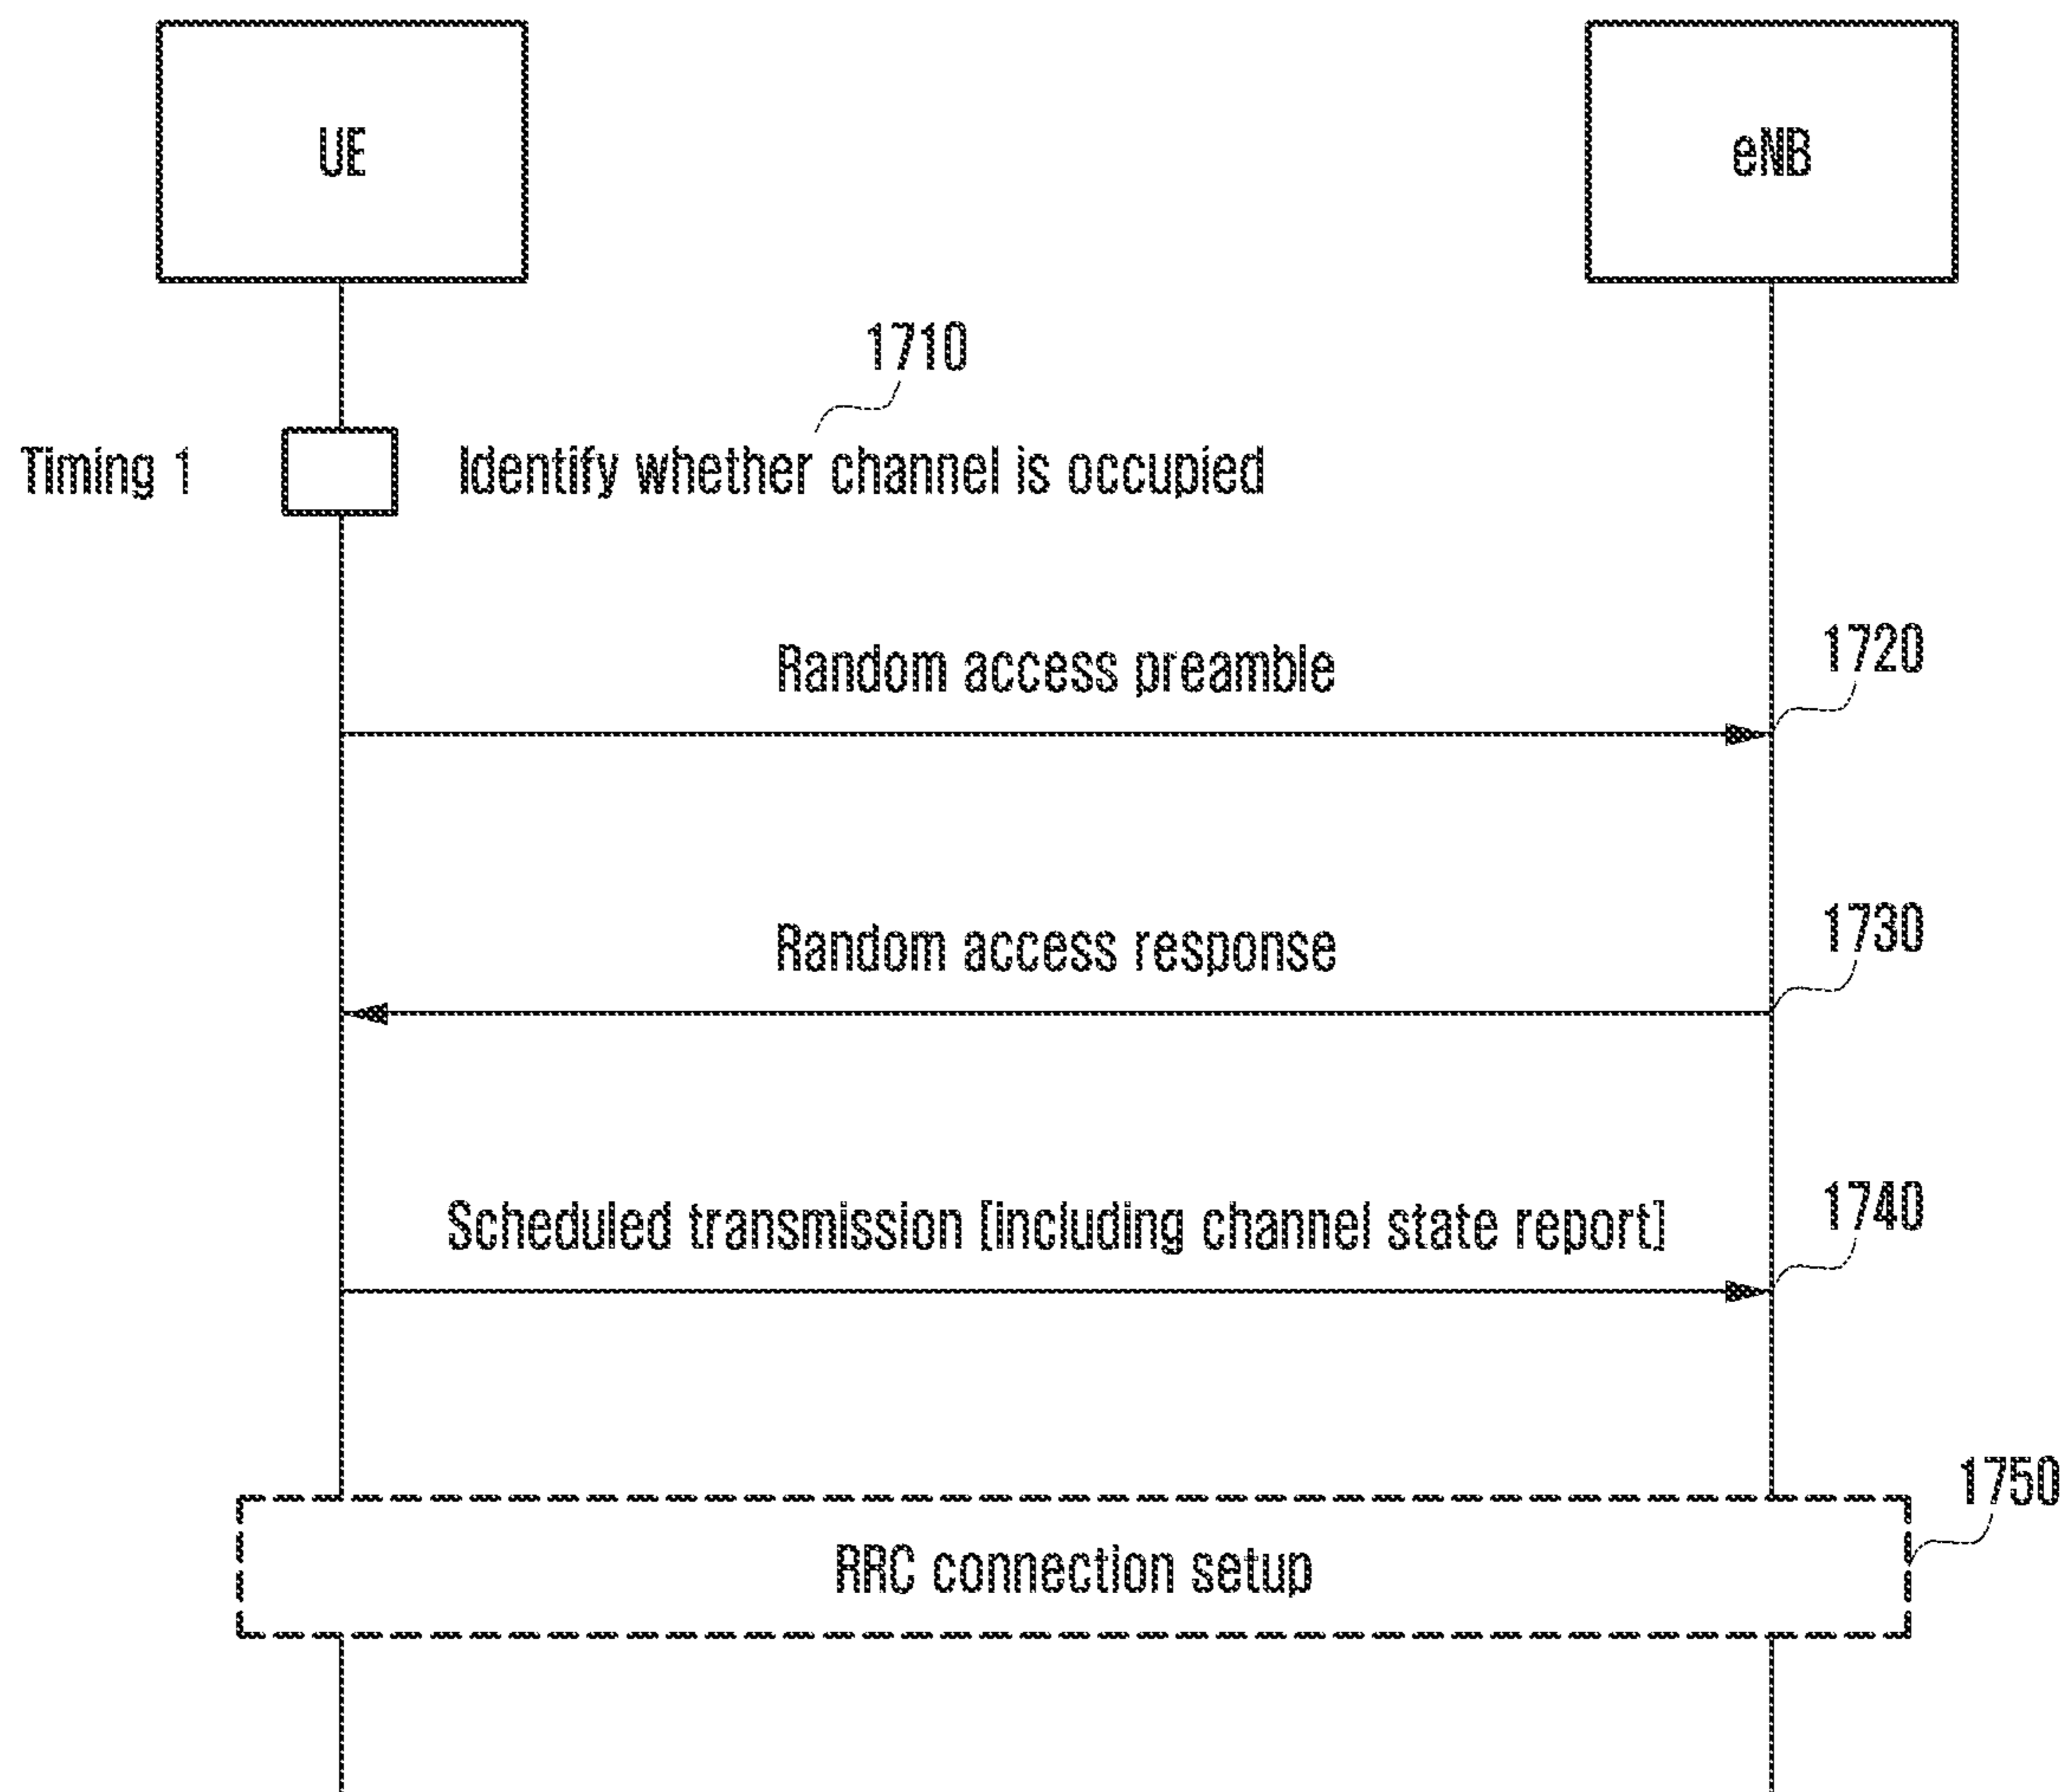 UE
eNB
1710
Timing 1
Identify whether channel is occupied
1720
Random access preamble
1730
Random access response
1740
Scheduled transmission [including channel state report]
1750
RRC connection setup